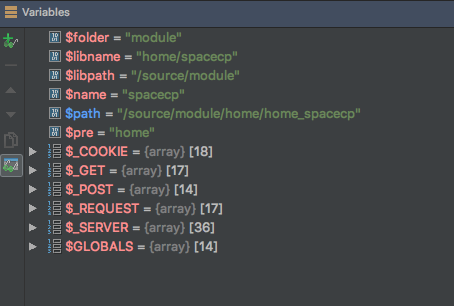 Variables
$folder = "module"
$libname = "home/spacecp"
$libpath = "/source/module"
$name = "spacecp"
$path = "/source/module/home/home_spacecp"
$pre = "home"
$_COOKIE = {array} [18]
$_GET = {array} [17]
$_POST = {array} [14]
$_REQUEST = {array} [17]
$_SERVER = {array} [36]
$GLOBALS = {array} [14]